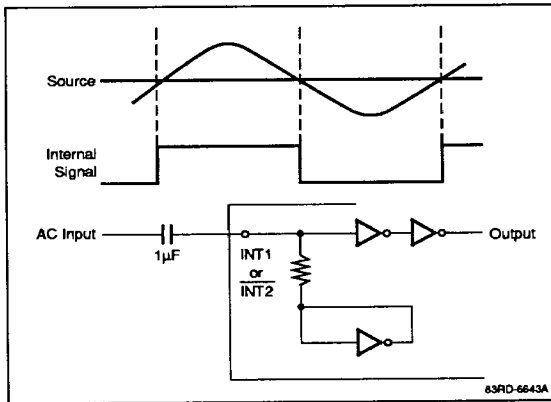 Source
Internal
Signal
AC Input
1µF
INT1
or
INT2
Output
83RD-6643A